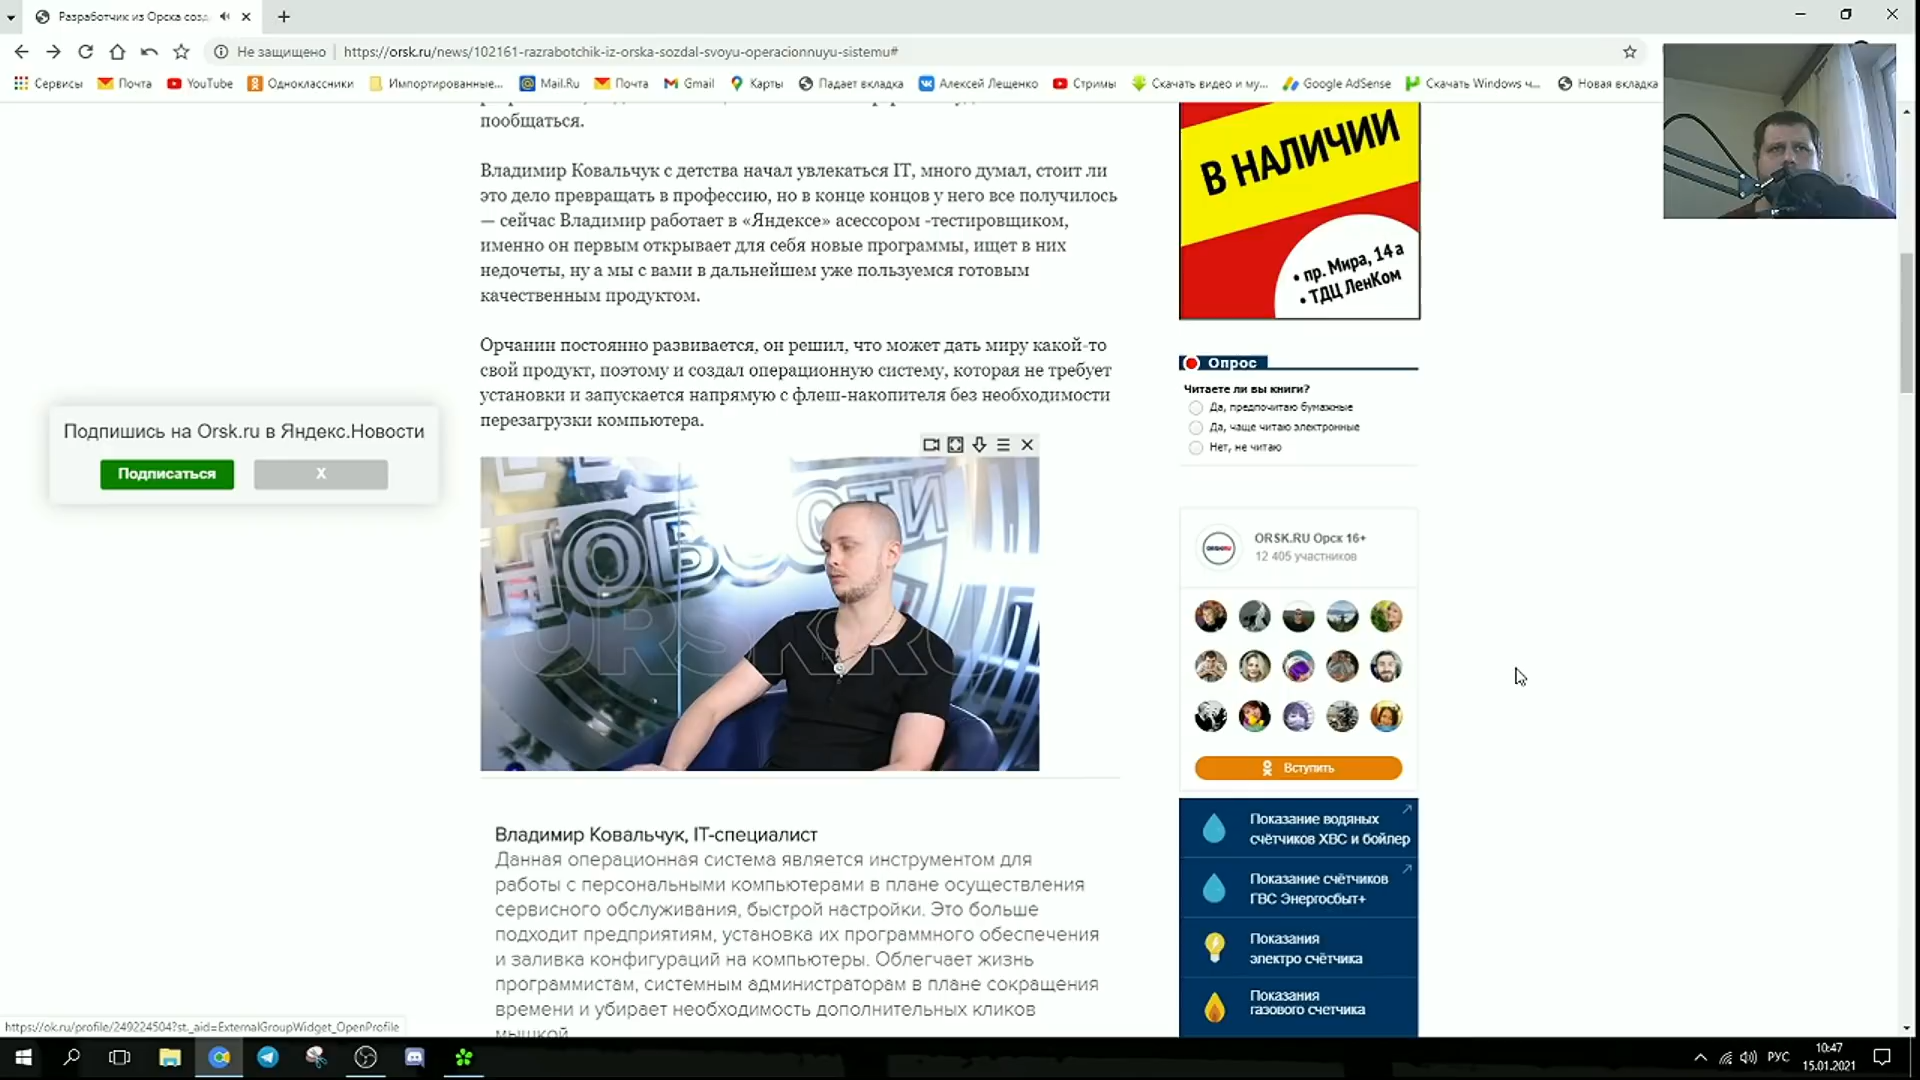 Разработчик из Орска созд
Не защищено
https://orsk.ru/news/102161-razrabotchik-iz-orska-sozdal-svoyu-operacionnuyu-sistemu#
Сервисы
Почта
YouTube
Одноклассники
Импортированные...
Mail.Ru
Почта
Gmail
Карты
Падает вкладка
Алексей Лещенко
Стримы
Скачать видео и му...
Google AdSense
Скачать Windows ч...
Новая вкладка
пообщаться.
Владимир Ковальчук с детства начал увлекаться IT, много думал, стоит ли
это дело превращать в профессию, но в конце концов у него все получилось
— сейчас Владимир работает в «Яндексе» асессором -тестировщиком,
именно он первым открывает для себя новые программы, ищет в них
недочеты, ну а мы с вами в дальнейшем уже пользуемся готовым
качественным продуктом.
Орчанин постоянно развивается, он решил, что может дать миру какой-то
свой продукт, поэтому и создал операционную систему, которая не требует
установки и запускается напрямую с флеш-накопителя без необходимости
перезагрузки компьютера.
Подпишись на Orsk.ru в Яндекс.Новости
Подписаться
X
НОВОСТИ
ORSK.RU
Владимир Ковальчук, IT-специалист
Данная операционная система является инструментом для
работы с персональными компьютерами в плане осуществления
сервисного обслуживания, быстрой настройки. Это больше
подходит предприятиям, установка их программного обеспечения
и заливка конфигураций на компьютеры. Облегчает жизнь
программистам, системным администраторам в плане сокращения
времени и убирает необходимость дополнительных кликов
мышкой
В НАЛИЧИИ
• пр. Мира, 14 а
• ТДЦ ЛенКом
Опрос
Читаете ли вы книги?
Да, предпочитаю бумажные
Да, чаще читаю электронные
Нет, не читаю
ORSK.RU Орск 16+
12 405 участников
Вступить
Показание водяных
счётчиков ХВС и бойлер
Показание счётчиков
ГВС Энергосбыт+
Показания
электро счётчика
Показания
газового счетчика
https://ok.ru/profile/249224504?st._aid=ExternalGroupWidget_OpenProfile
РУС
10:47
15.01.2021